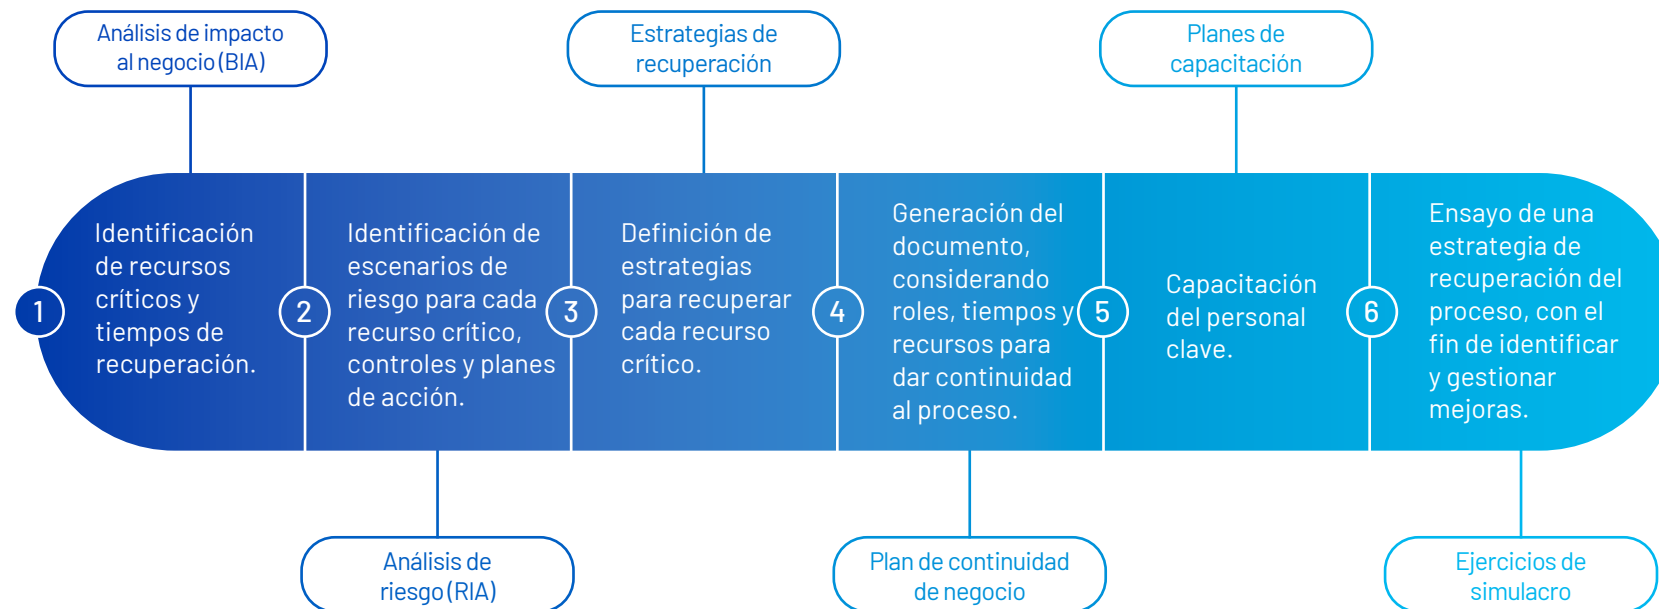 Análisis de impacto
al negocio (BIA)
Estrategias de
recuperación
Planes de
capacitación
1
Identificación
de recursos
críticos y
tiempos de
recuperación.
2
Identificación de
escenarios de
riesgo para cada
recurso crítico,
controles y planes
de acción.
3
Definición de
estrategias
para recuperar
cada recurso
crítico.
4
Generación del
documento,
considerando
roles, tiempos y
recursos para
dar continuidad
al proceso.
5
Capacitación
del personal
clave.
6
Ensayo de una
estrategia de
recuperación del
proceso, con el
fin de identificar
y gestionar
mejoras.
Análisis de
riesgo (RIA)
Plan de continuidad
de negocio
Ejercicios de
simulacro